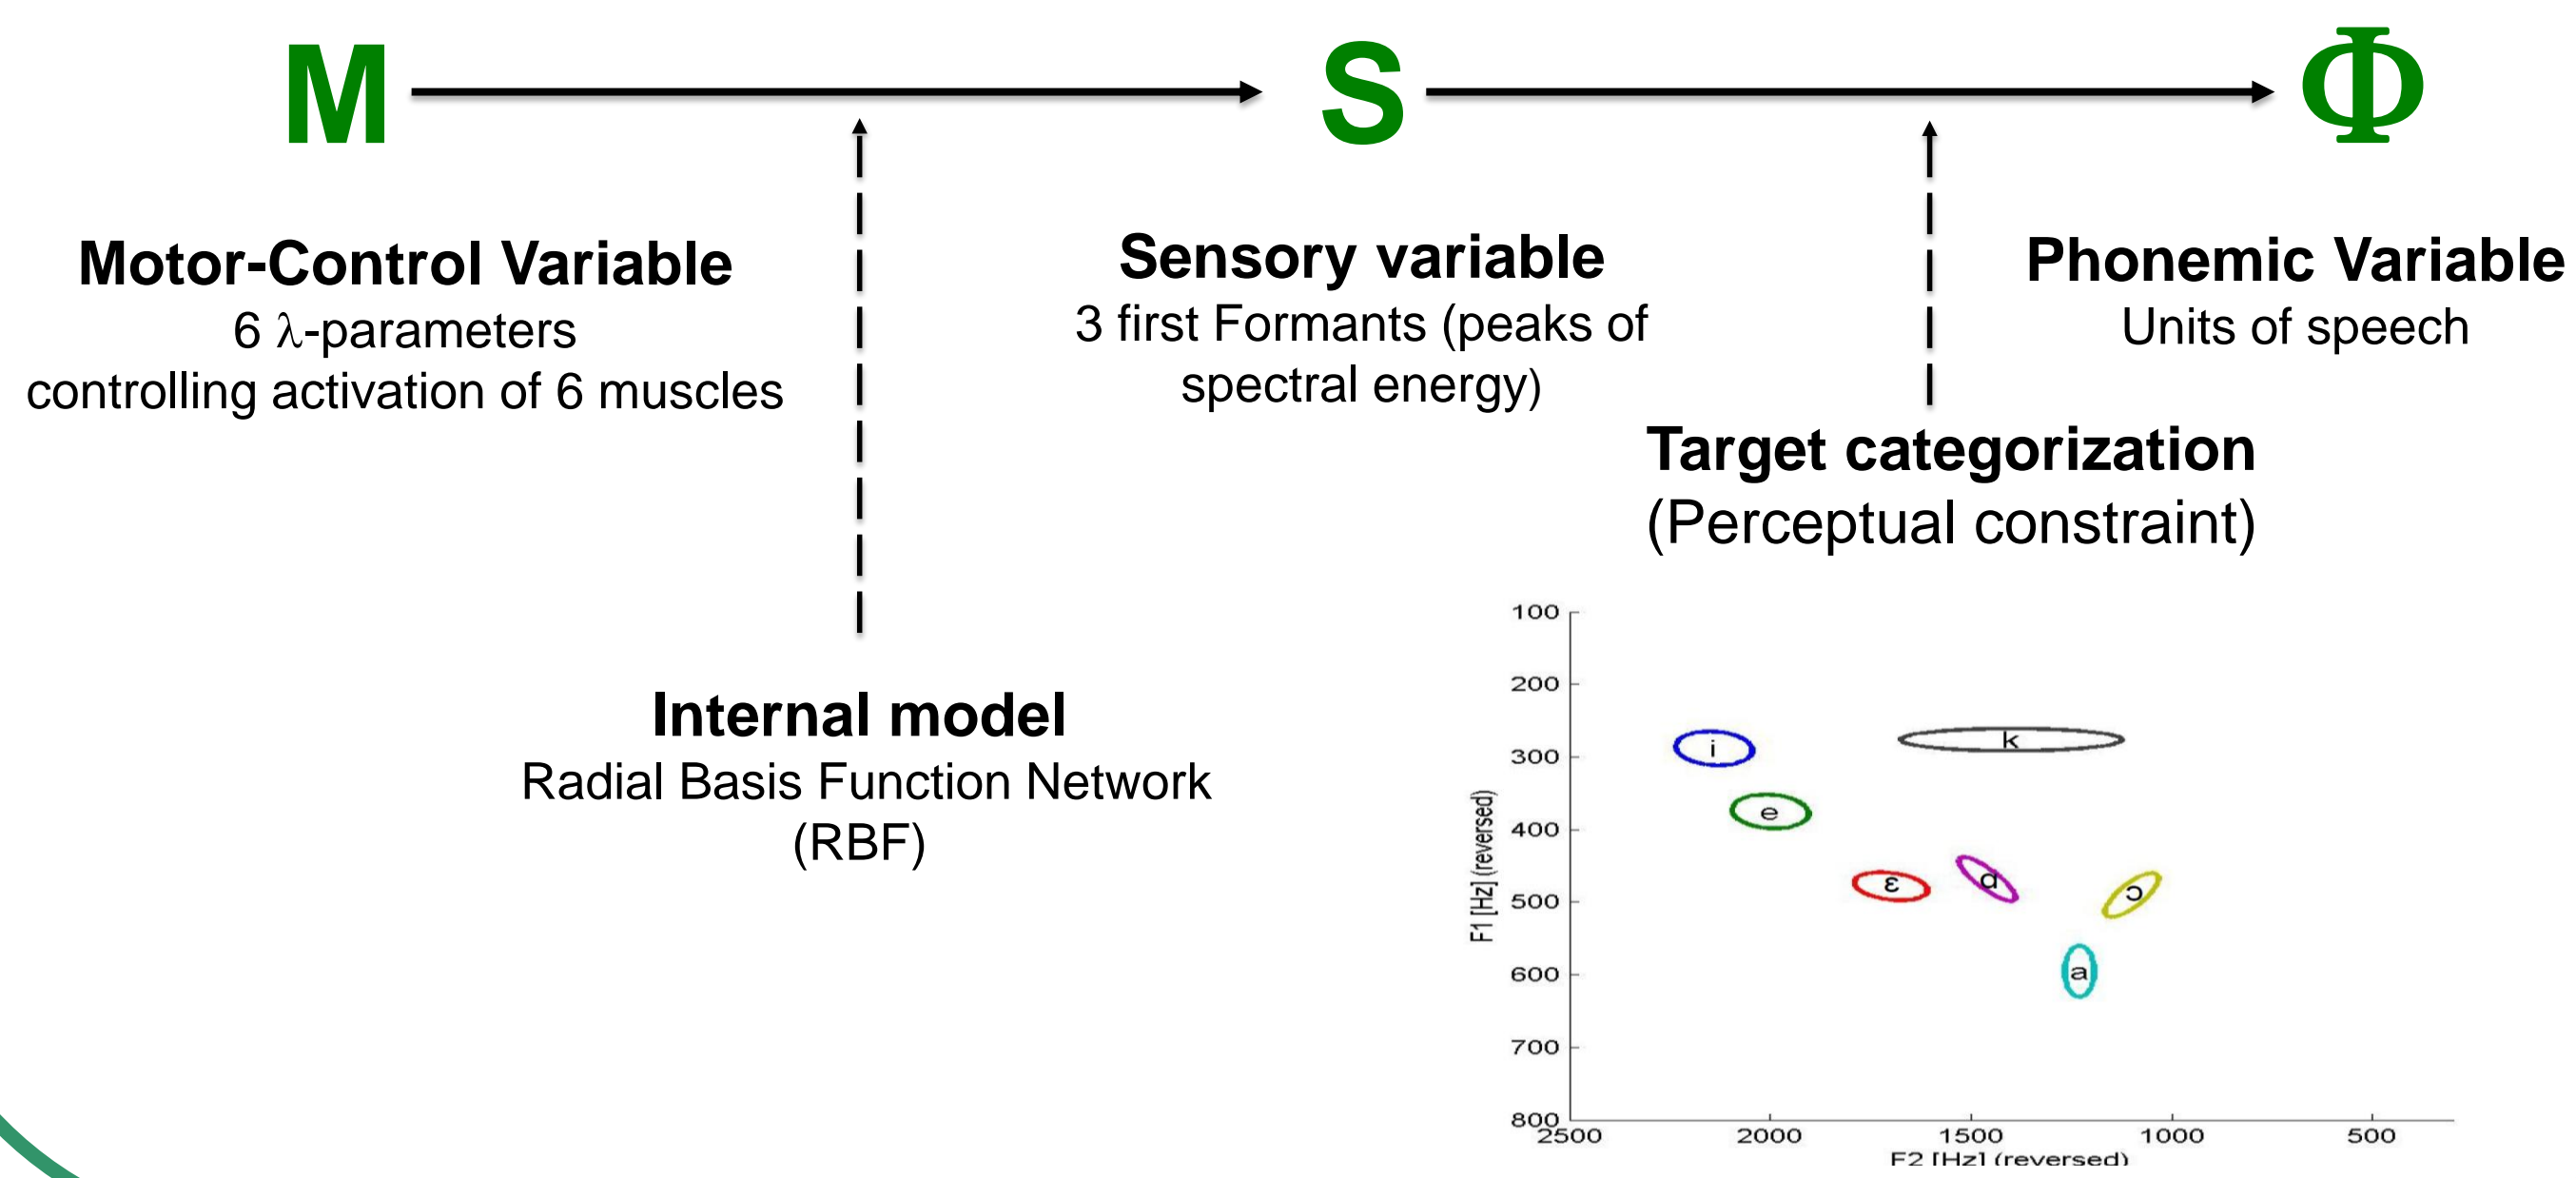 M
S
Φ
Motor-Control Variable
6 λ-parameters
controlling activation of 6 muscles
Sensory variable
3 first Formants (peaks of
spectral energy)
Phonemic Variable
Units of speech
Target categorization
(Perceptual constraint)
Internal model
Radial Basis Function Network
(RBF)
100
200
300
400
500
600
700
800
F1 [Hz] (reversed)
i
k
e
ε
d
ɔ
a
2500
2000
1500
1000
500
F2 [Hz] (reversed)